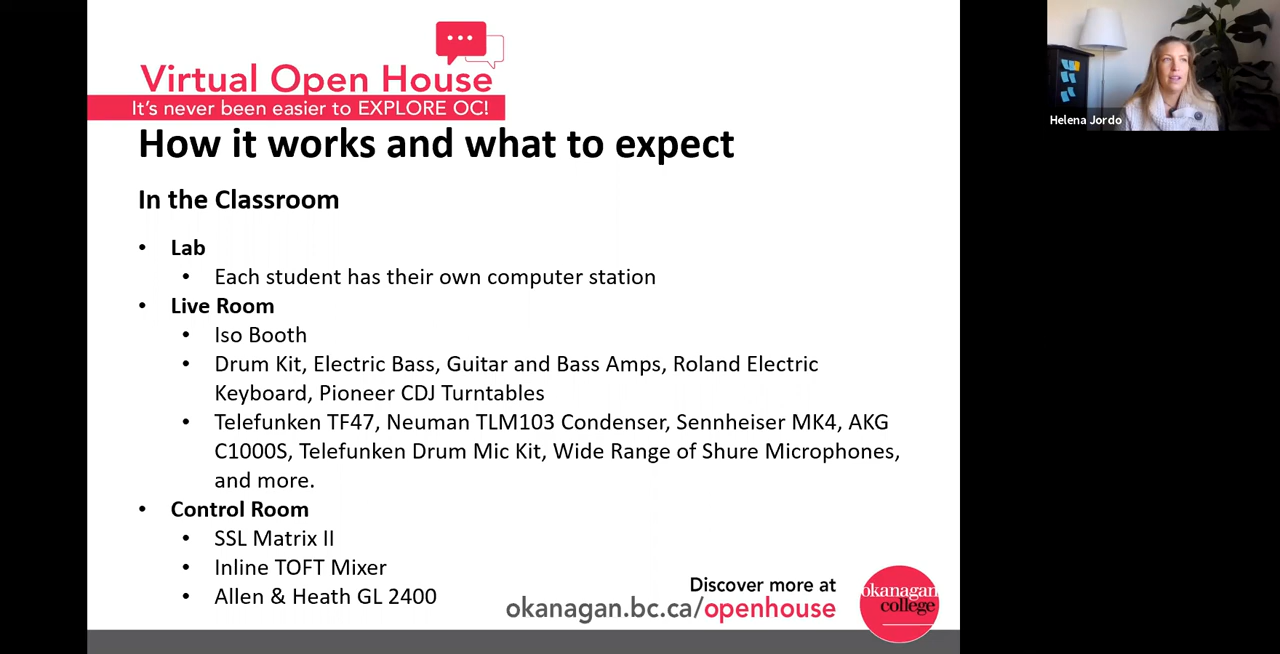 Virtual Open House
It's never been easier to EXPLORE OC!
How it works and what to expect
Helena Jordo
In the Classroom
• Lab
• Each student has their own computer station
• Live Room
• Iso Booth
• Drum Kit, Electric Bass, Guitar and Bass Amps, Roland Electric
Keyboard, Pioneer CDJ Turntables
• Telefunken TF47, Neuman TLM103 Condenser, Sennheiser MK4, AKG
C1000S, Telefunken Drum Mic Kit, Wide Range of Shure Microphones,
and more.
• Control Room
• SSL Matrix II
• Inline TOFT Mixer
• Allen & Heath GL 2400
Discover more at
okanagan.bc.ca/openhouse
okanagan
college